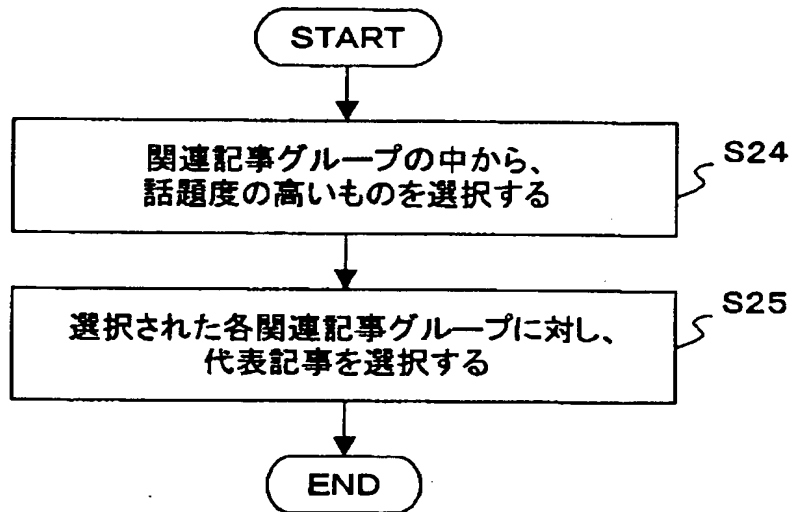 START
関連記事グループの中から、
話題度の高いものを選択する
S24
選択された各関連記事グループに対し、
代表記事を選択する
S25
END